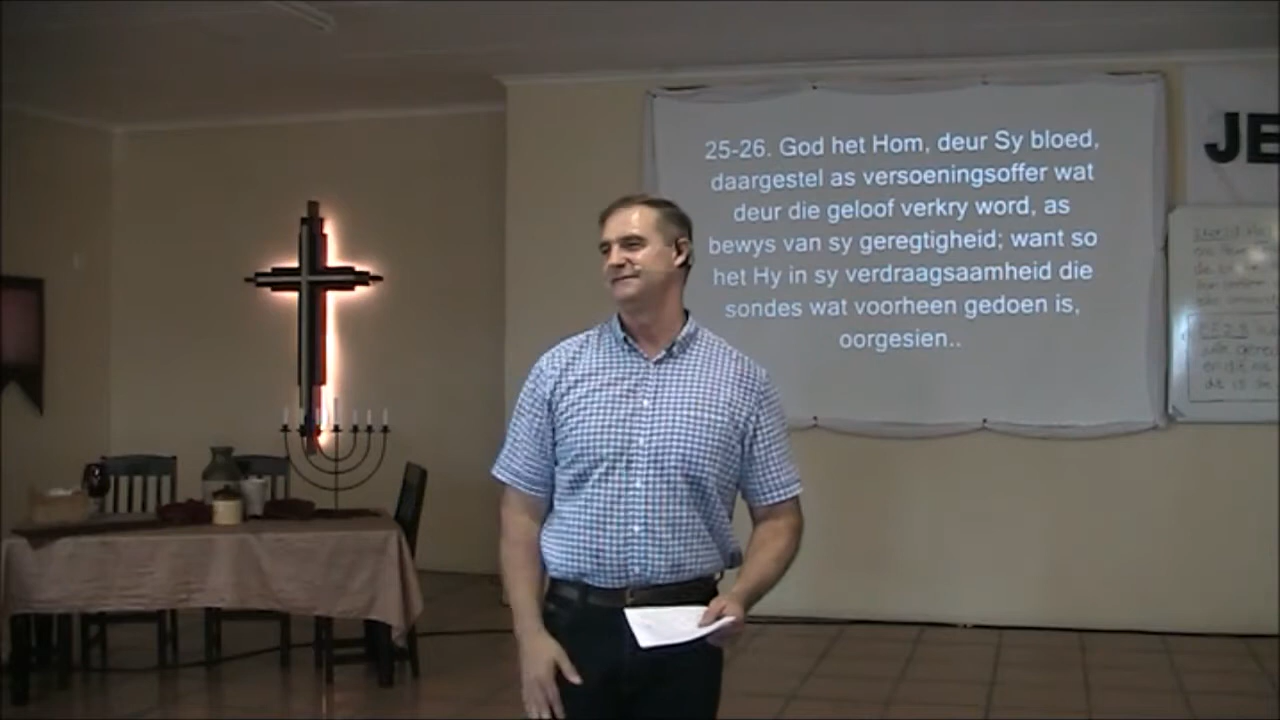 25-26. God het Hom, deur Sy bloed,
daargestel as versoeningsoffer wat
deur die geloof verkry word, as
bewys van sy geregtigheid; want so
het Hy in sy verdraagsaamheid die
sondes wat voorheen gedoen is,
oorgesien..
JE